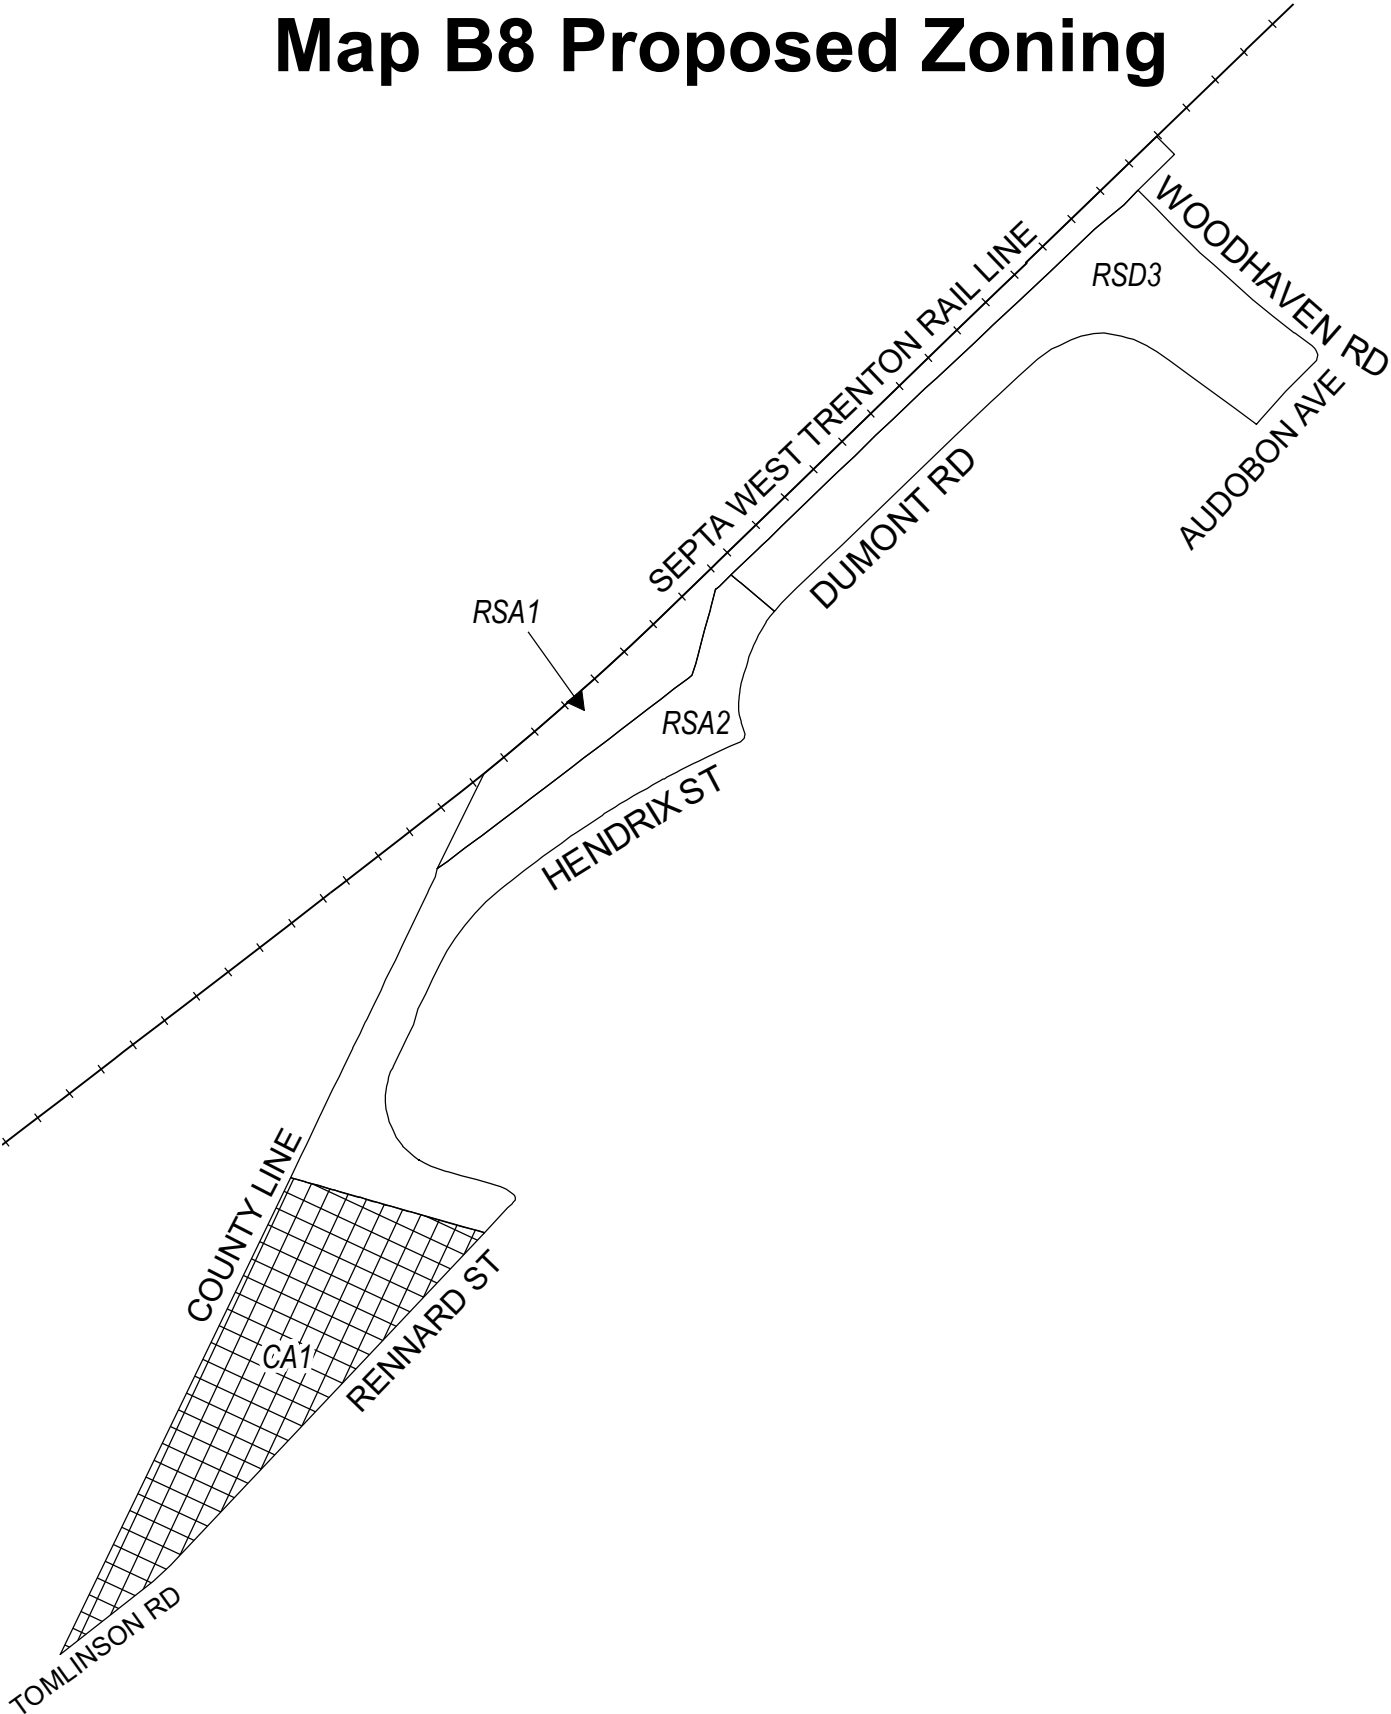 Map B8 Proposed Zoning
WOODHAVEN RD
RSD3
SEPTA WEST TRENTON RAIL LINE
AUDOBON AVE
DUMONT RD
RSA1
RSA2
HENDRIX ST
COUNTY LINE
RENNARD ST
CA1
TOMLINSON RD